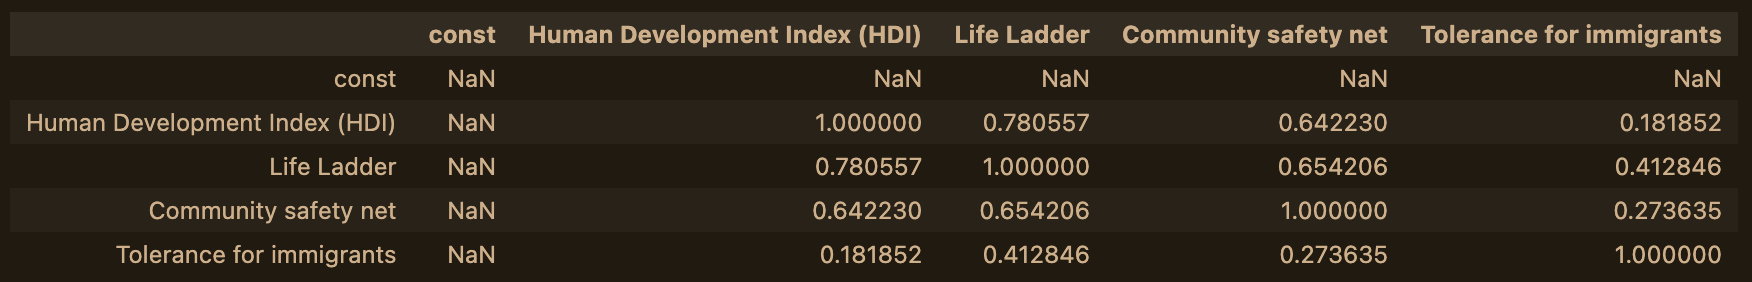 const Human Development Index (HDI) Life Ladder Community safety net Tolerance for immigrants
const NaN NaN NaN NaN NaN
Human Development Index (HDI) NaN 1.000000 0.780557 0.642230 0.181852
Life Ladder NaN 0.780557 1.000000 0.654206 0.412846
Community safety net NaN 0.642230 0.654206 1.000000 0.273635
Tolerance for immigrants NaN 0.181852 0.412846 0.273635 1.000000